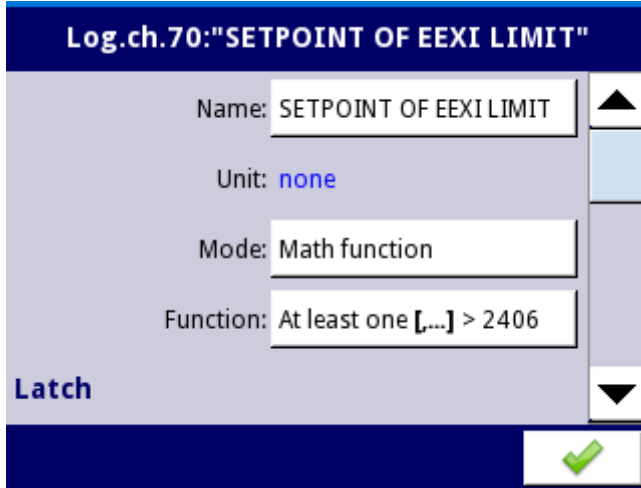 Log.ch.70:"SETPOINT OF EEXI LIMIT"
Name: SETPOINT OF EEXI LIMIT
Unit: none
Mode: Math function
Function: At least one [,...] > 2406
Latch